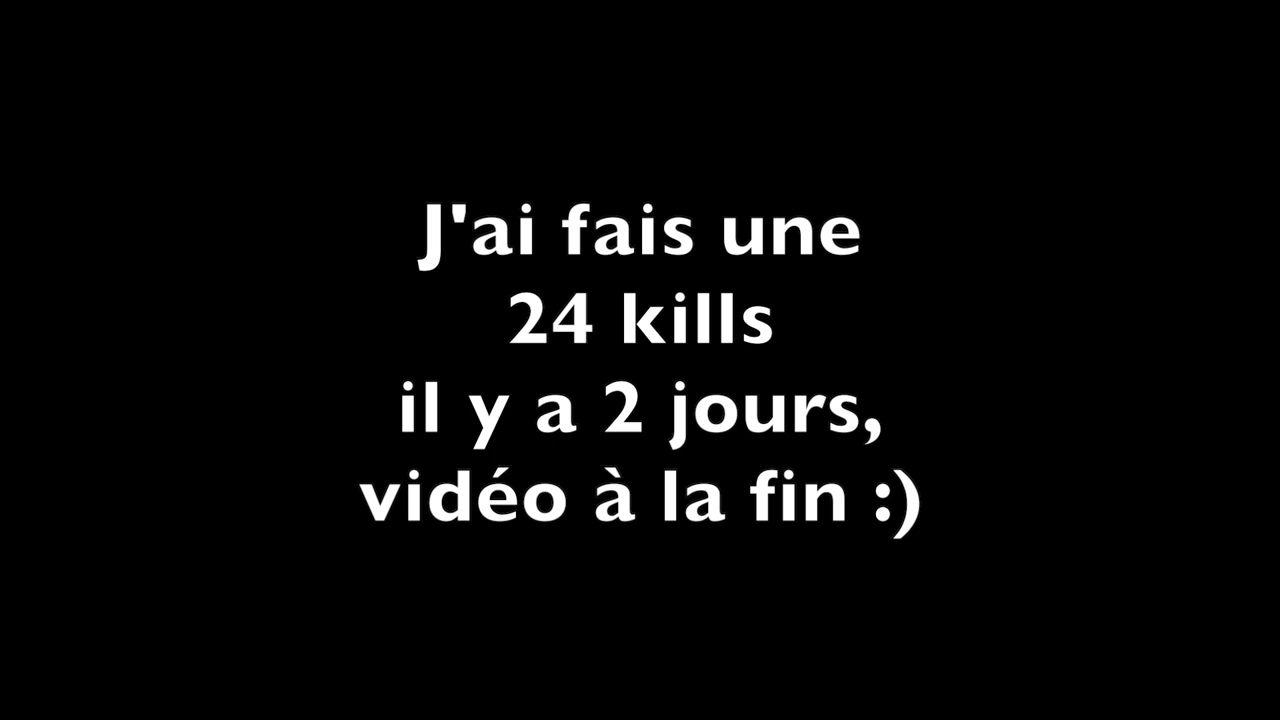 J'ai fais une
24 kills
il y a 2 jours,
vidéo à la fin :)